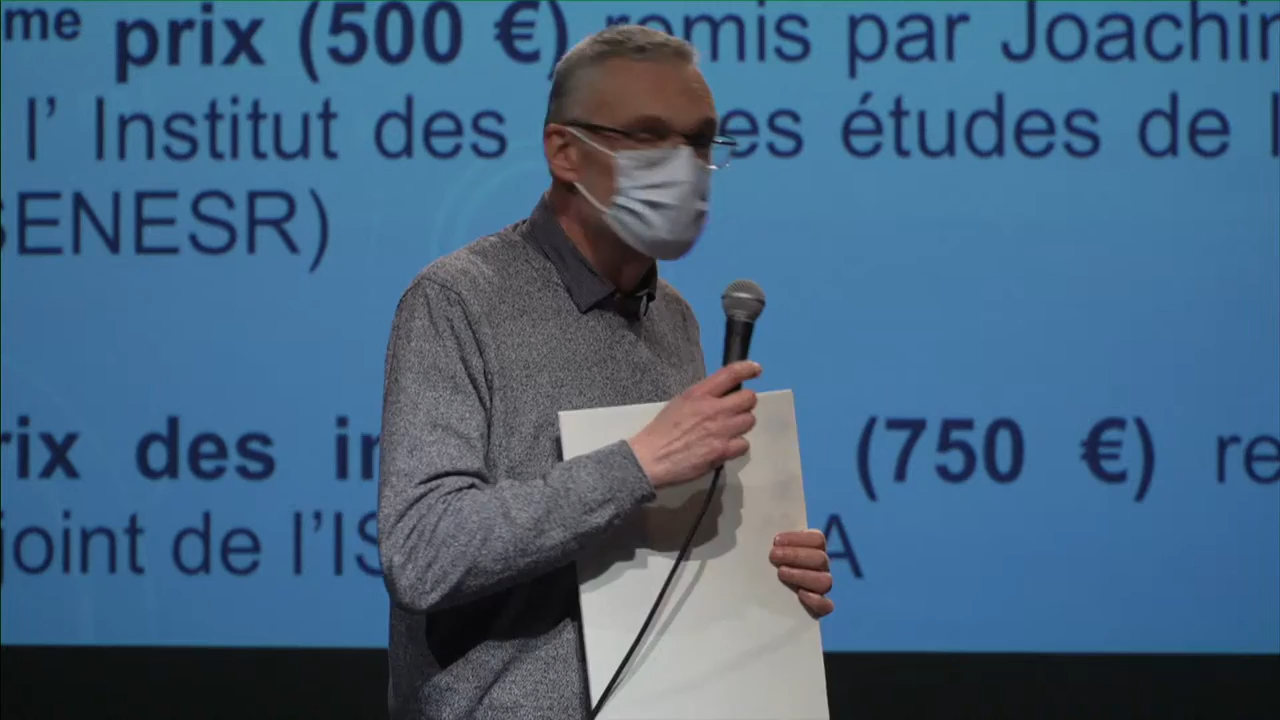 me prix (500 €) remis par Joachim
l' Institut des es études de l
SENESR)
rix des in (750 €) re
joint de l'IS A